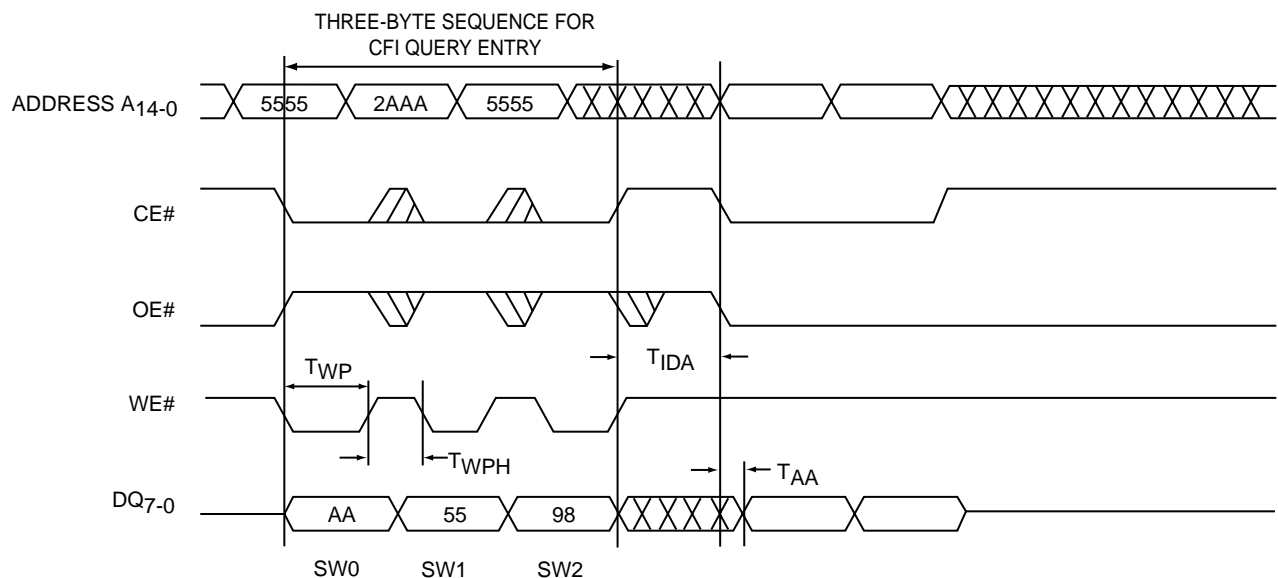 THREE-BYTE SEQUENCE FOR
CFI QUERY ENTRY
ADDRESS A14-0
5555 2AAA 5555
CE#
OE#
TIDA
TWP
WE#
TWPH
TAA
DQ7-0
AA 55 98
SW0 SW1 SW2